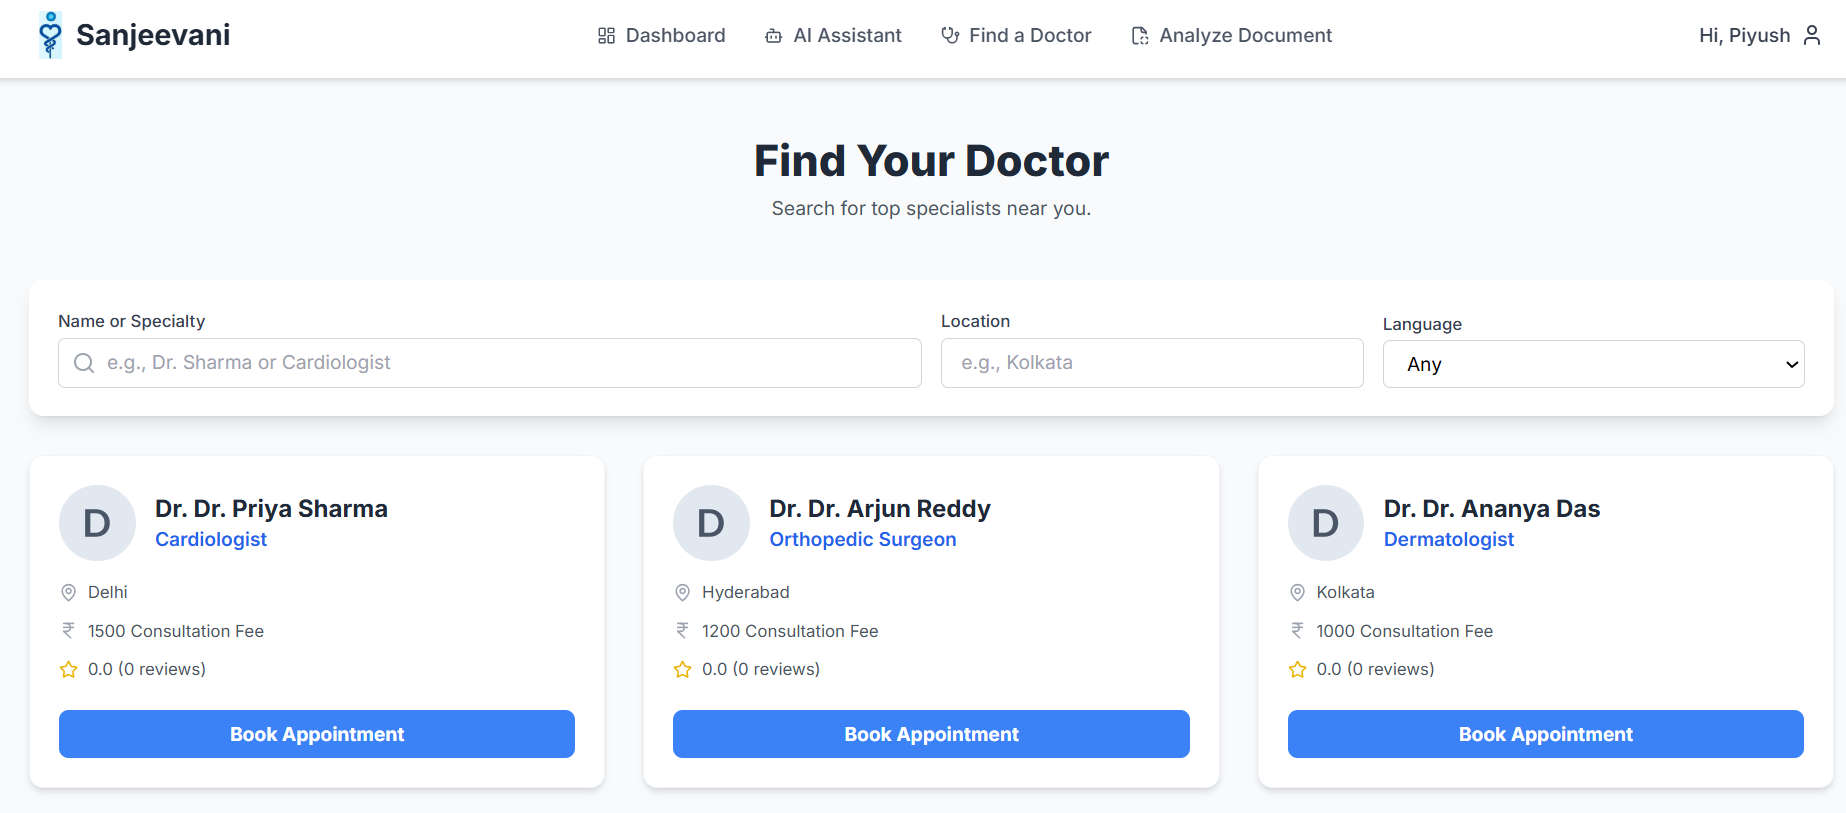 Sanjeevani
Dashboard
AI Assistant
Find a Doctor
Analyze Document
Hi, Piyush
Find Your Doctor
Search for top specialists near you.
Name or Specialty
e.g., Dr. Sharma or Cardiologist
Location
e.g., Kolkata
Language
Any
D
Dr. Dr. Priya Sharma
Cardiologist
Delhi
₹ 1500 Consultation Fee
0.0 (0 reviews)
Book Appointment
D
Dr. Dr. Arjun Reddy
Orthopedic Surgeon
Hyderabad
₹ 1200 Consultation Fee
0.0 (0 reviews)
Book Appointment
D
Dr. Dr. Ananya Das
Dermatologist
Kolkata
₹ 1000 Consultation Fee
0.0 (0 reviews)
Book Appointment